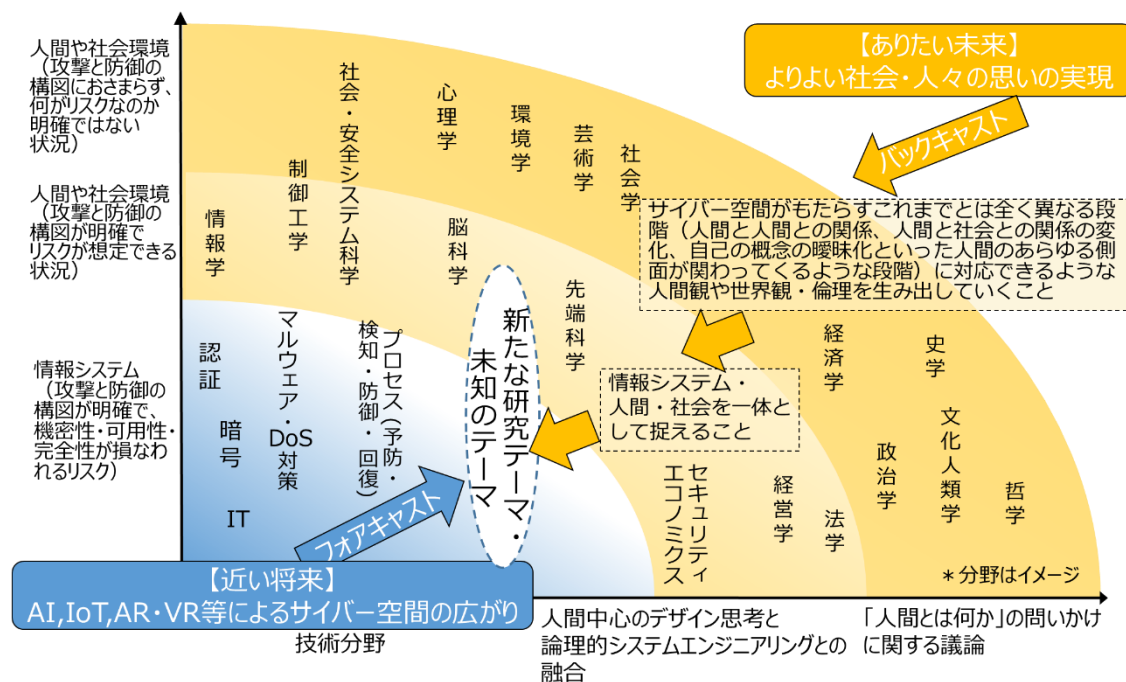 人間や社会環境
（攻撃と防御の
構図におさまらず、
何がリスクなのか
明確ではない
状況）
人間や社会環境
（攻撃と防御の
構図が明確で
リスクが想定できる
状況）
情報システム
（攻撃と防御の
構図が明確で、
機密性・可用性・
完全性が損なわ
れるリスク）
【ありたい未来】
よりよい社会・人々の思いの実現
バックキャスト
社会・安全システム科学
心理学
環境学
芸術学
社会学
情報学
制御工学
脳科学
先端科学
サイバー空間がもたらすこれまでとは全く異なる段
階（人間と人間との関係、人間と社会との関係の変
化、自己の概念の曖昧化といった人間のあらゆる側
面が関わってくるような段階）に対応できるような
人間観や世界観・倫理を生み出していくこと
認証
暗号
IT
マルウェア・
DoS
対策
プロセス（予防・
検知・防御・回復）
新たな研究テーマ・
未知のテーマ
情報システム・
人間・社会を一体と
して捉えること
経済学
史学
政治学
文化人類学
哲学
セキュリティ
エコノミクス
経営学
法学
フォアキャスト
【近い将来】
AI,IoT,AR・VR等によるサイバー空間の広がり
＊分野はイメージ
技術分野
人間中心のデザイン思考と
論理的システムエンジニアリングとの
融合
「人間とは何か」の問いかけ
に関する議論